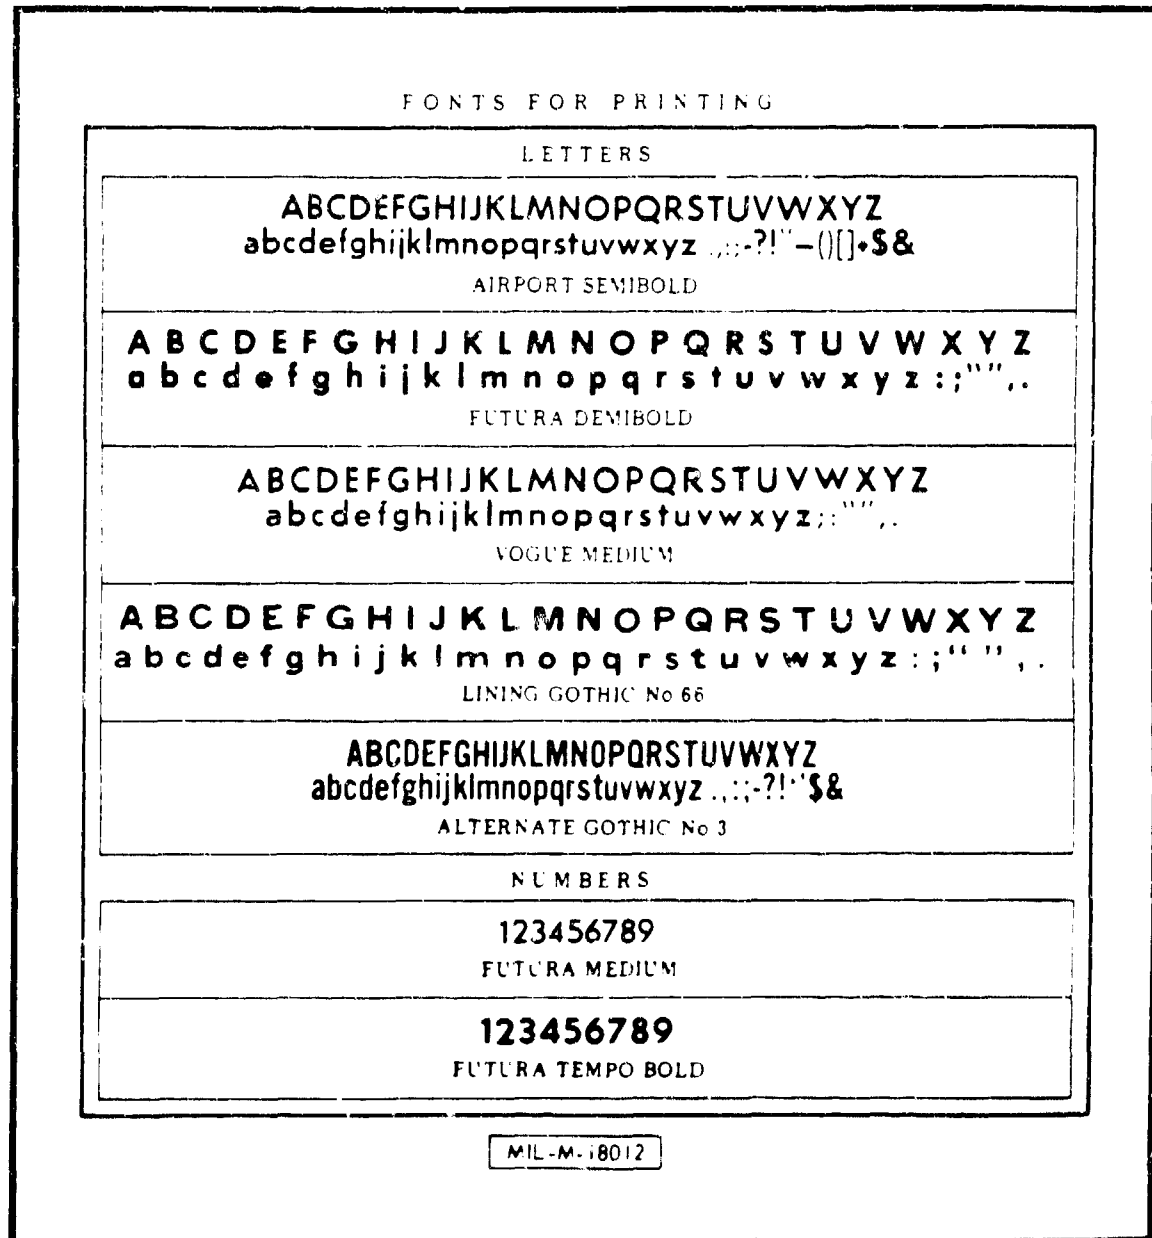 FONTS FOR PRINTING
LETTERS
ABCDEFGHIJKLMNOPQRSTUVWXYZ
abcdefghijklmnopqrstuvwxyz .,:;-?!''–()[]*$&
AIRPORT SEMIBOLD
A B C D E F G H I J K L M N O P Q R S T U V W X Y Z
a b c d e f g h i j k l m n o p q r s t u v w x y z : ; “ ” , .
FUTURA DEMIBOLD
ABCDEFGHIJKLMNOPQRSTUVWXYZ
abcdefghijklmnopqrstuvwxyz;:“”,.
VOGUE MEDIUM
A B C D E F G H I J K L M N O P Q R S T U V W X Y Z
a b c d e f g h i j k l m n o p q r s t u v w x y z : ; “ ” , .
LINING GOTHIC No 66
ABCDEFGHIJKLMNOPQRSTUVWXYZ
abcdefghijklmnopqrstuvwxyz .,:;-?!''$&
ALTERNATE GOTHIC No 3
NUMBERS
123456789
FUTURA MEDIUM
123456789
FUTURA TEMPO BOLD
MIL-M-18012